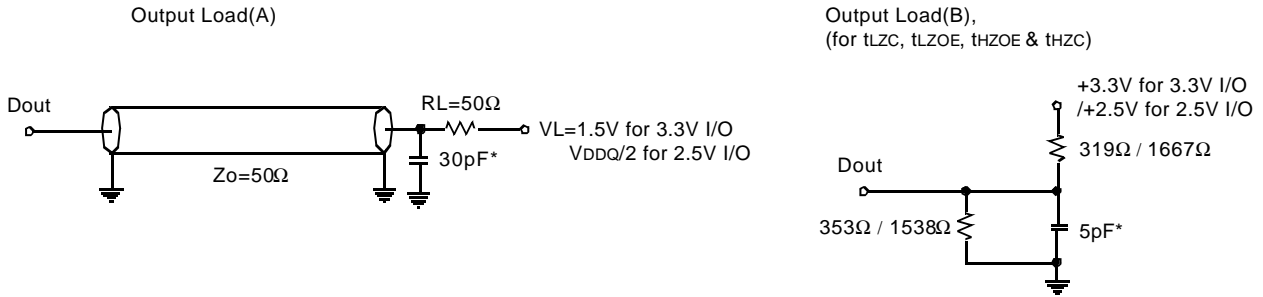 Output Load(A)
Dout
Zo=50Ω
RL=50Ω
30pF*
VL=1.5V for 3.3V I/O
VDDQ/2 for 2.5V I/O
Output Load(B),
(for tLZC, tLZOE, tHZOE & tHZC)
+3.3V for 3.3V I/O
/+2.5V for 2.5V I/O
319Ω / 1667Ω
Dout
353Ω / 1538Ω
5pF*